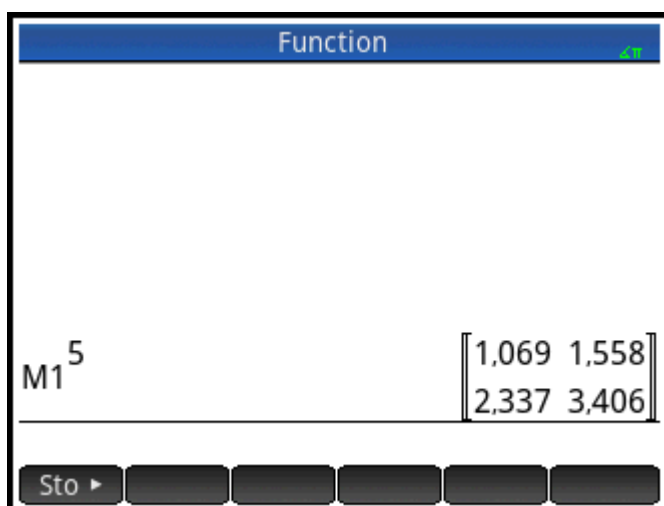 Function
∡π
M1^5 [[1,069 1,558]
[2,337 3,406]]
Sto ►